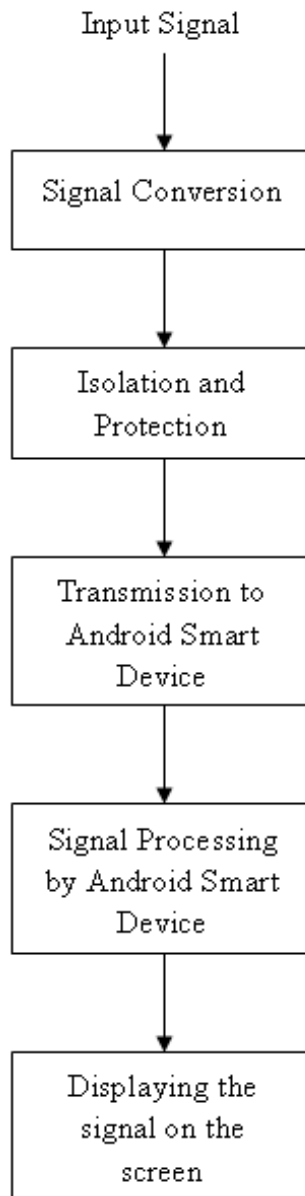 Input Signal
Signal Conversion
Isolation and
Protection
Transmission to
Android Smart
Device
Signal Processing
by Android Smart
Device
Displaying the
signal on the
screen